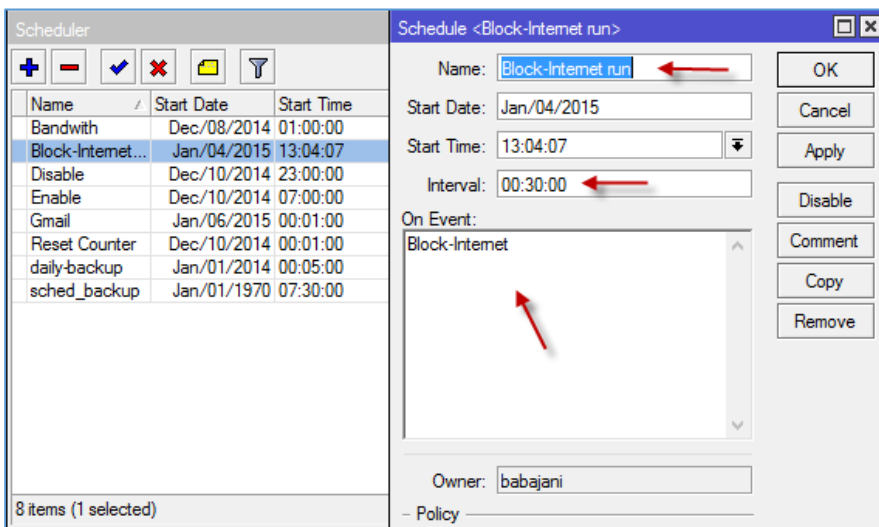 Scheduler
Name Start Date Start Time
Bandwith Dec/08/2014 01:00:00
Block-Internet... Jan/04/2015 13:04:07
Disable Dec/10/2014 23:00:00
Enable Dec/10/2014 07:00:00
Gmail Jan/06/2015 00:01:00
Reset Counter Dec/10/2014 00:01:00
daily-backup Jan/01/2014 00:05:00
sched_backup Jan/01/1970 07:30:00
8 items (1 selected)
Schedule <Block-Internet run>
Name: Block-Internet run
Start Date: Jan/04/2015
Start Time: 13:04:07
Interval: 00:30:00
On Event:
Block-Internet
Owner: babajani
Policy
OK
Cancel
Apply
Disable
Comment
Copy
Remove